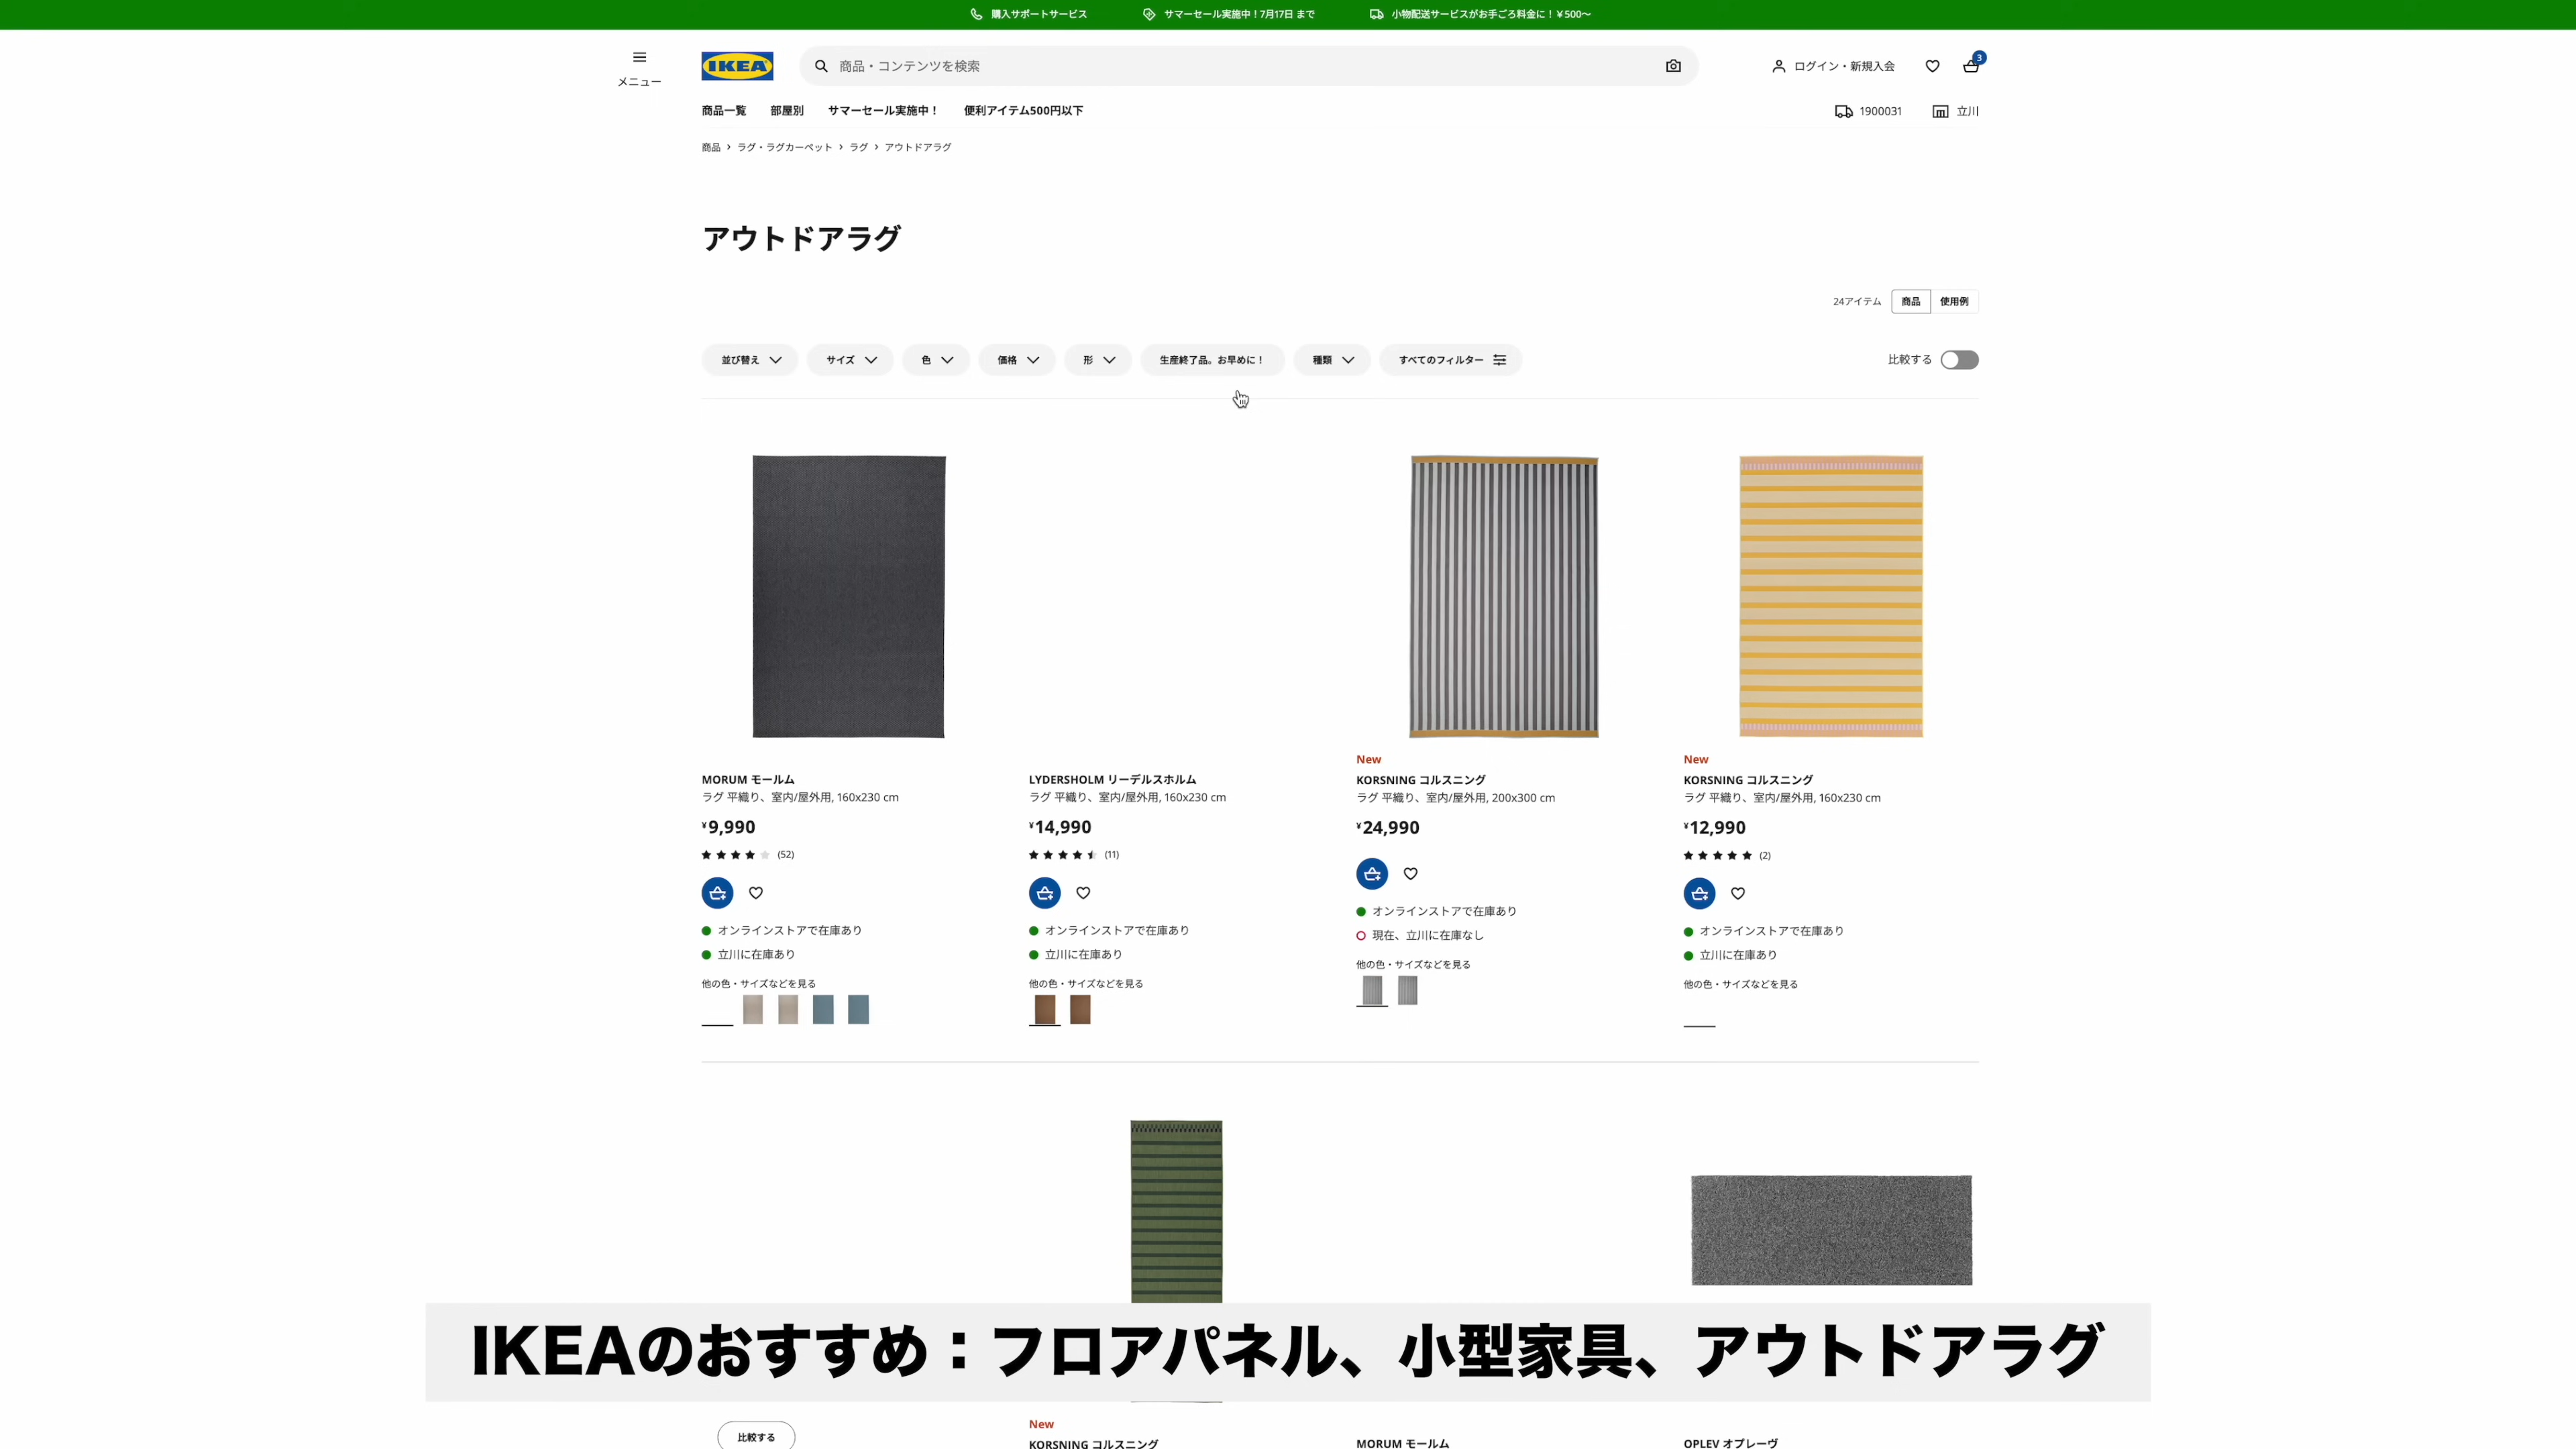 購入サポートサービス
サマーセール実施中！7月17日 まで
小物配送サービスがお手ごろ料金に！¥500～
メニュー
IKEA
商品・コンテンツを検索
ログイン・新規入会
3
商品一覧 部屋別 サマーセール実施中！ 便利アイテム500円以下
1900031 立川
商品 › ラグ・ラグカーペット › ラグ › アウトドアラグ
アウトドアラグ
24アイテム 商品 使用例
並び替え サイズ 色 価格 形 生産終了品。お早めに！ 種類 すべてのフィルター 比較する
MORUM モールム
ラグ 平織り、室内/屋外用, 160x230 cm
¥9,990
(52)
オンラインストアで在庫あり
立川に在庫あり
他の色・サイズなどを見る
LYDERSHOLM リーデルスホルム
ラグ 平織り、室内/屋外用, 160x230 cm
¥14,990
(11)
オンラインストアで在庫あり
立川に在庫あり
他の色・サイズなどを見る
New
KORSNING コルスニング
ラグ 平織り、室内/屋外用, 200x300 cm
¥24,990
オンラインストアで在庫あり
現在、立川に在庫なし
他の色・サイズなどを見る
New
KORSNING コルスニング
ラグ 平織り、室内/屋外用, 160x230 cm
¥12,990
(2)
オンラインストアで在庫あり
立川に在庫あり
他の色・サイズなどを見る
IKEAのおすすめ：フロアパネル、小型家具、アウトドアラグ
比較する
New
KORSNING コルスニング
MORUM モールム
OPLEV オプレーヴ